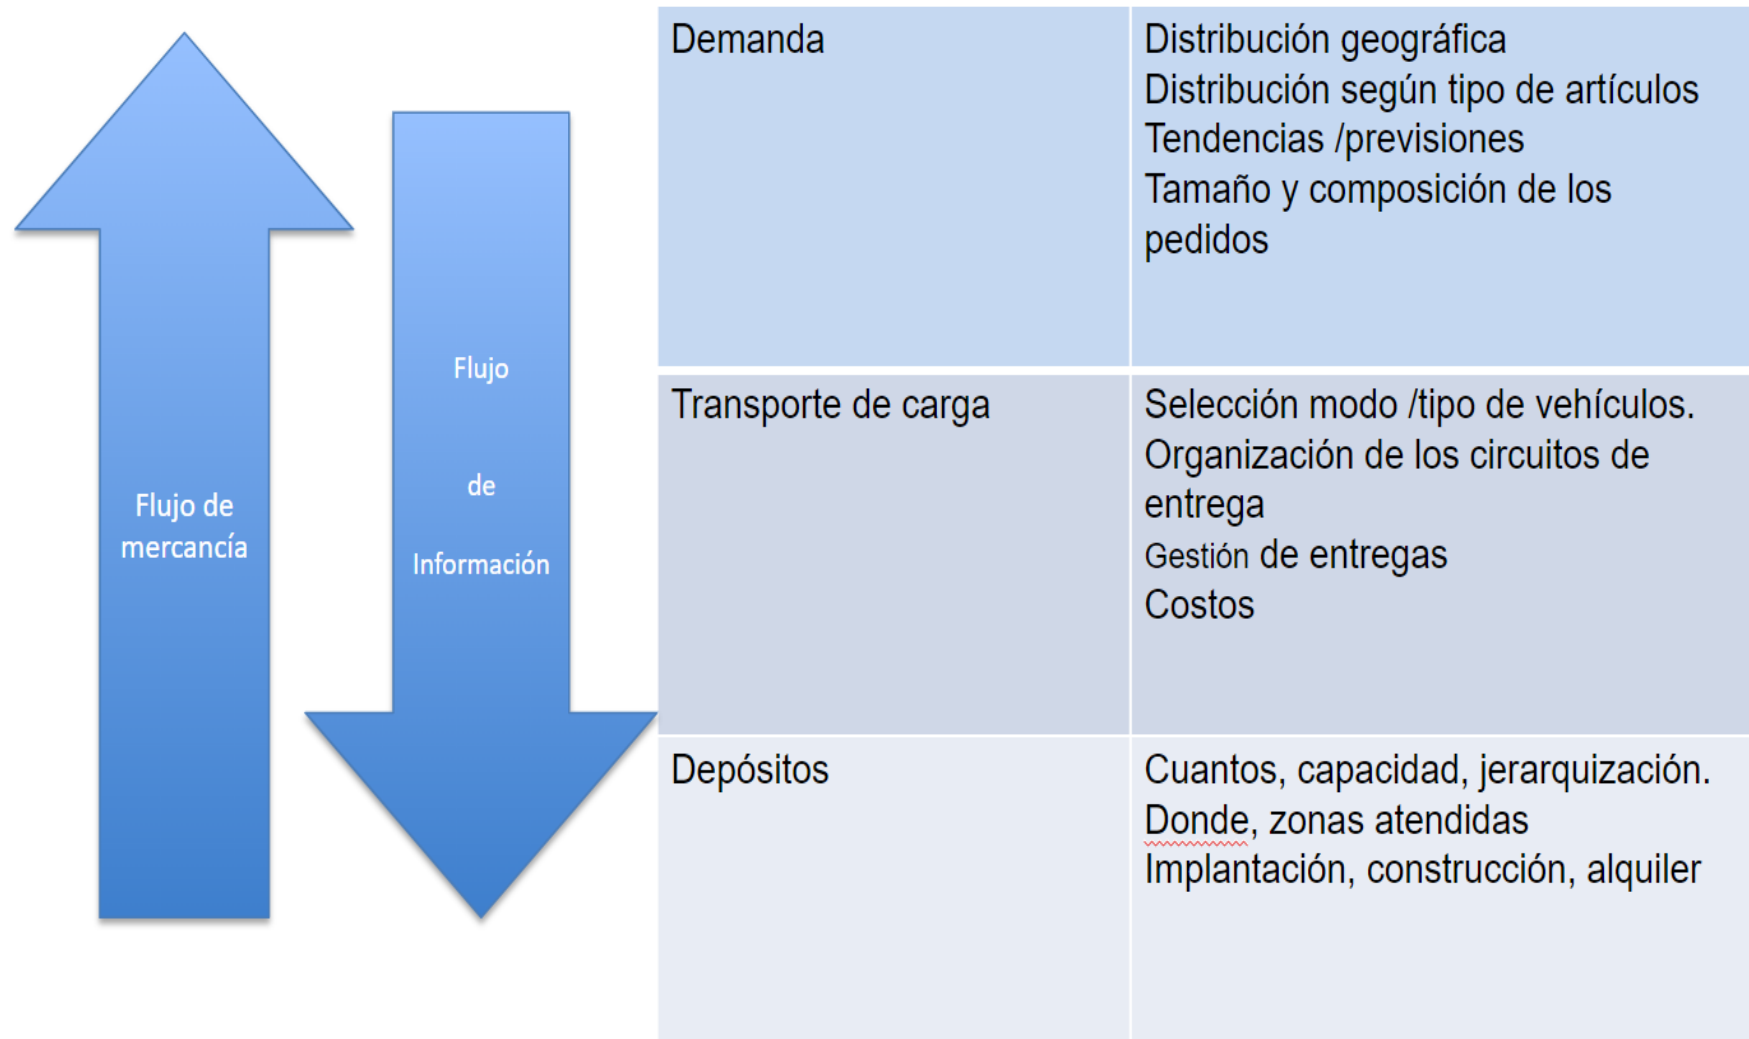 Flujo de
mercancía
Flujo
de
Información
Demanda
Distribución geográfica
Distribución según tipo de artículos
Tendencias /previsiones
Tamaño y composición de los
pedidos
Transporte de carga
Selección modo /tipo de vehículos.
Organización de los circuitos de
entrega
Gestión de entregas
Costos
Depósitos
Cuantos, capacidad, jerarquización.
Donde, zonas atendidas
Implantación, construcción, alquiler